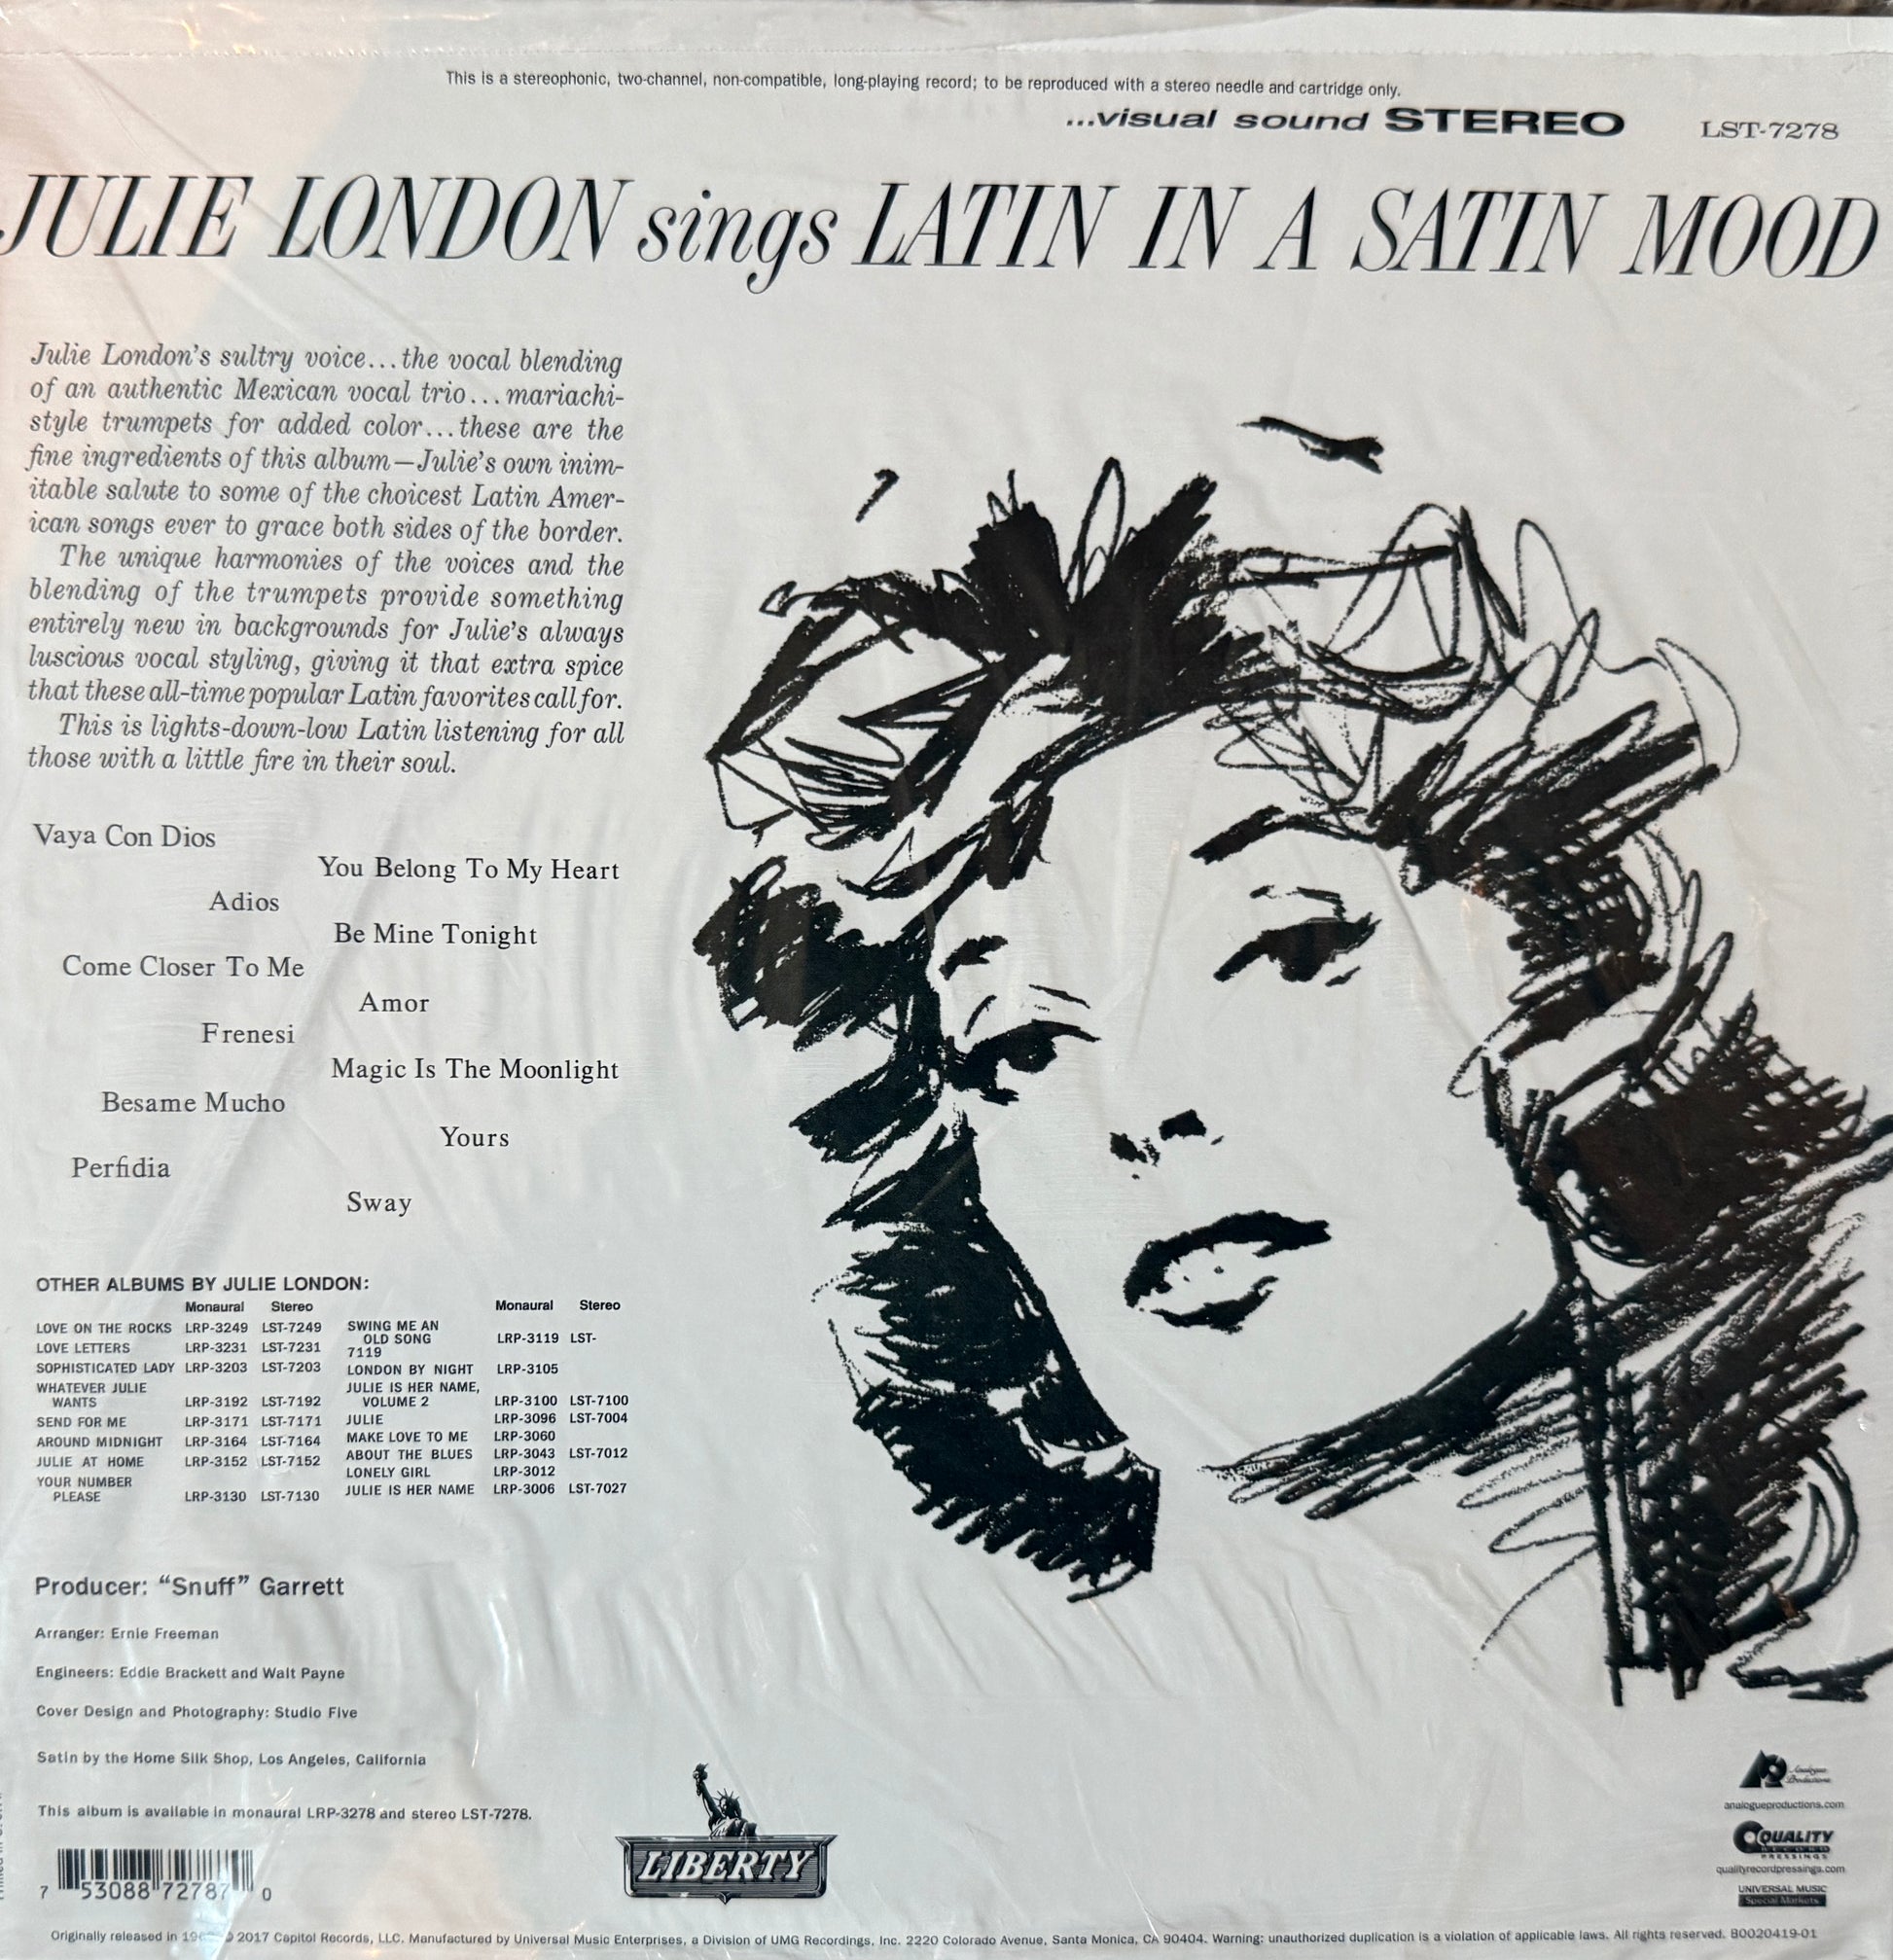 This is a stereophonic, two-channel, non-compatible, long-playing record; to be reproduced with a stereo needle and cartridge only.
...visual sound STEREO LST-7278
JULIE LONDON sings LATIN IN A SATIN MOOD
Julie London's sultry voice...the vocal blending
of an authentic Mexican vocal trio...mariachi-
style trumpets for added color...these are the
fine ingredients of this album—Julie's own inim-
itable salute to some of the choicest Latin Amer-
ican songs ever to grace both sides of the border.
The unique harmonies of the voices and the
blending of the trumpets provide something
entirely new in backgrounds for Julie's always
luscious vocal styling, giving it that extra spice
that these all-time popular Latin favorites call for.
This is lights-down-low Latin listening for all
those with a little fire in their soul.
Vaya Con Dios
You Belong To My Heart
Adios
Be Mine Tonight
Come Closer To Me
Amor
Frenesi
Magic Is The Moonlight
Besame Mucho
Yours
Perfidia
Sway
OTHER ALBUMS BY JULIE LONDON:
Monaural Stereo
LOVE ON THE ROCKS LRP-3249 LST-7249
LOVE LETTERS LRP-3231 LST-7231
SOPHISTICATED LADY LRP-3203 LST-7203
WHATEVER JULIE
WANTS LRP-3192 LST-7192
SEND FOR ME LRP-3171 LST-7171
AROUND MIDNIGHT LRP-3164 LST-7164
JULIE AT HOME LRP-3152 LST-7152
YOUR NUMBER
PLEASE LRP-3130 LST-7130
Monaural Stereo
SWING ME AN
OLD SONG LRP-3119 LST-
7119
LONDON BY NIGHT LRP-3105
JULIE IS HER NAME,
VOLUME 2 LRP-3100 LST-7100
JULIE LRP-3096 LST-7004
MAKE LOVE TO ME LRP-3060
ABOUT THE BLUES LRP-3043 LST-7012
LONELY GIRL LRP-3012
JULIE IS HER NAME LRP-3006 LST-7027
Producer: “Snuff” Garrett
Arranger: Ernie Freeman
Engineers: Eddie Brackett and Walt Payne
Cover Design and Photography: Studio Five
Satin by the Home Silk Shop, Los Angeles, California
This album is available in monaural LRP-3278 and stereo LST-7278.
7 53088 72787 0
LIBERTY
AP Analogue
Productions
analogueproductions.com
QUALITY
RECORD
PRESSINGS
qualityrecordpressings.com
UNIVERSAL MUSIC
Special Markets
Originally released in 2017 Capitol Records, LLC. Manufactured by Universal Music Enterprises, a Division of UMG Recordings, Inc. 2220 Colorado Avenue, Santa Monica, CA 90404. Warning: unauthorized duplication is a violation of applicable laws. All rights reserved. B0020419-01